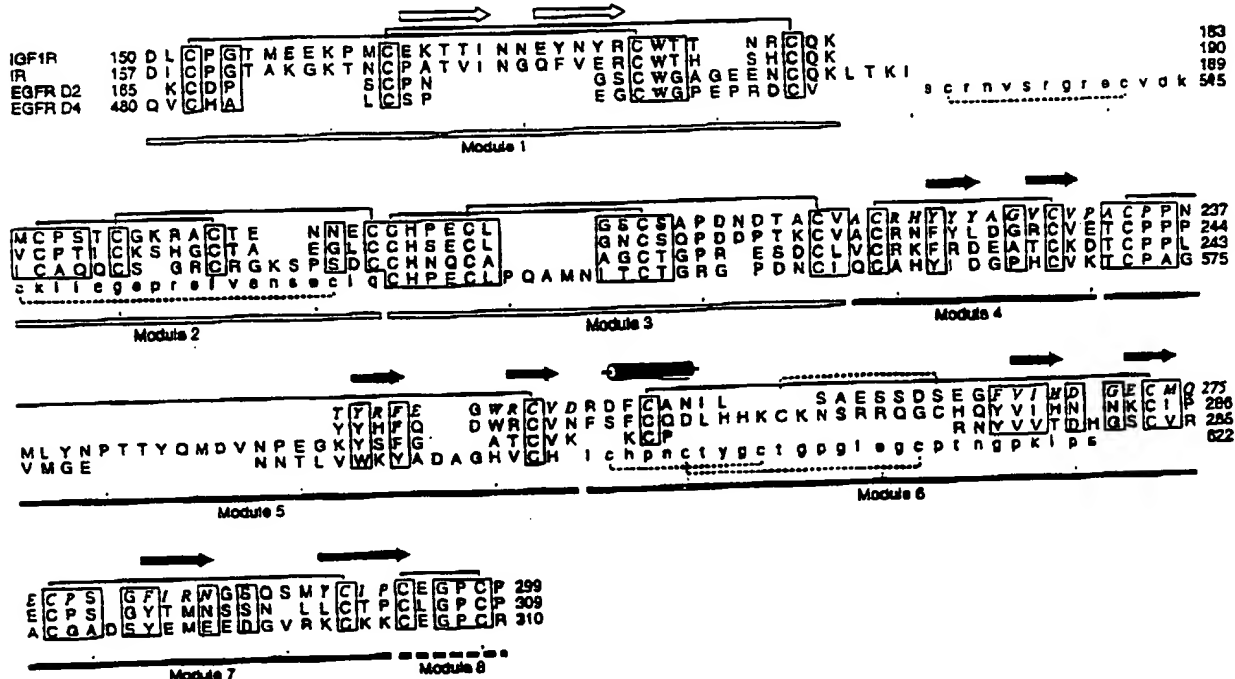 IGF1R 150 D L C P G T M E E K P M C E K T T I N N E Y N Y R C W T T N R C Q K 183
IR 157 D I C P G T A K G K T N C P A T V I N G Q F V E R C W T H S H C Q K 190
EGFR D2 165 K C D P S C P N G S C W G A G E E N C Q K L T K I 189
EGFR D4 480 Q V C H A L C S P E G C W G P E P R D C V s c r n v s r g r e c v d k
Module 1
M C P S T C G K R A C T E N N E C C H P E C L G S C S A P D N D T A C V A C R H Y Y Y A G V C V P A C P P N 237
V C P T I C K S H G C T A E G L C C H S E C L G N C S Q P D D P T K C V A C R N F Y L D G R C V E T C P P P 244
I C A Q Q C S G R C R G K S P S D C C H N Q C A A G C T G P R E S D C L V C R K F R D E A T C K D T C P P L 243
c k l l e g e p r e f v e n s e c i q C H P E C L P Q A M N I T C T G R G P D N C I Q C A H Y I D G P H C V K T C P A G 575
Module 2 Module 3 Module 4
T Y R F E G W R C V D R D F C A N I L S A E S S D S E G F V I H D G E C M Q 275
Y Y H F Q D W R C V N F S F C Q D L H H K C K N S R R Q G C H Q Y V I H N N K C I P 286
M L Y N P T T Y Q M D V N P E G K Y S F G A T C V K K C P R N Y V V T D H G S C V R 285
V M G E N N T L V W K Y A D A G H V C H l c h p n c t y g c t g p g l e g c p t n g p k i p s 622
Module 5 Module 6
E C P S G F I R N G S Q S M Y C I P C E G P C P 299
E C P S G Y T M N S S N L L C T P C L G P C P 309
A C G A D S Y E M E E D G V R K C K K C E G P C R 310
Module 7 Module 8